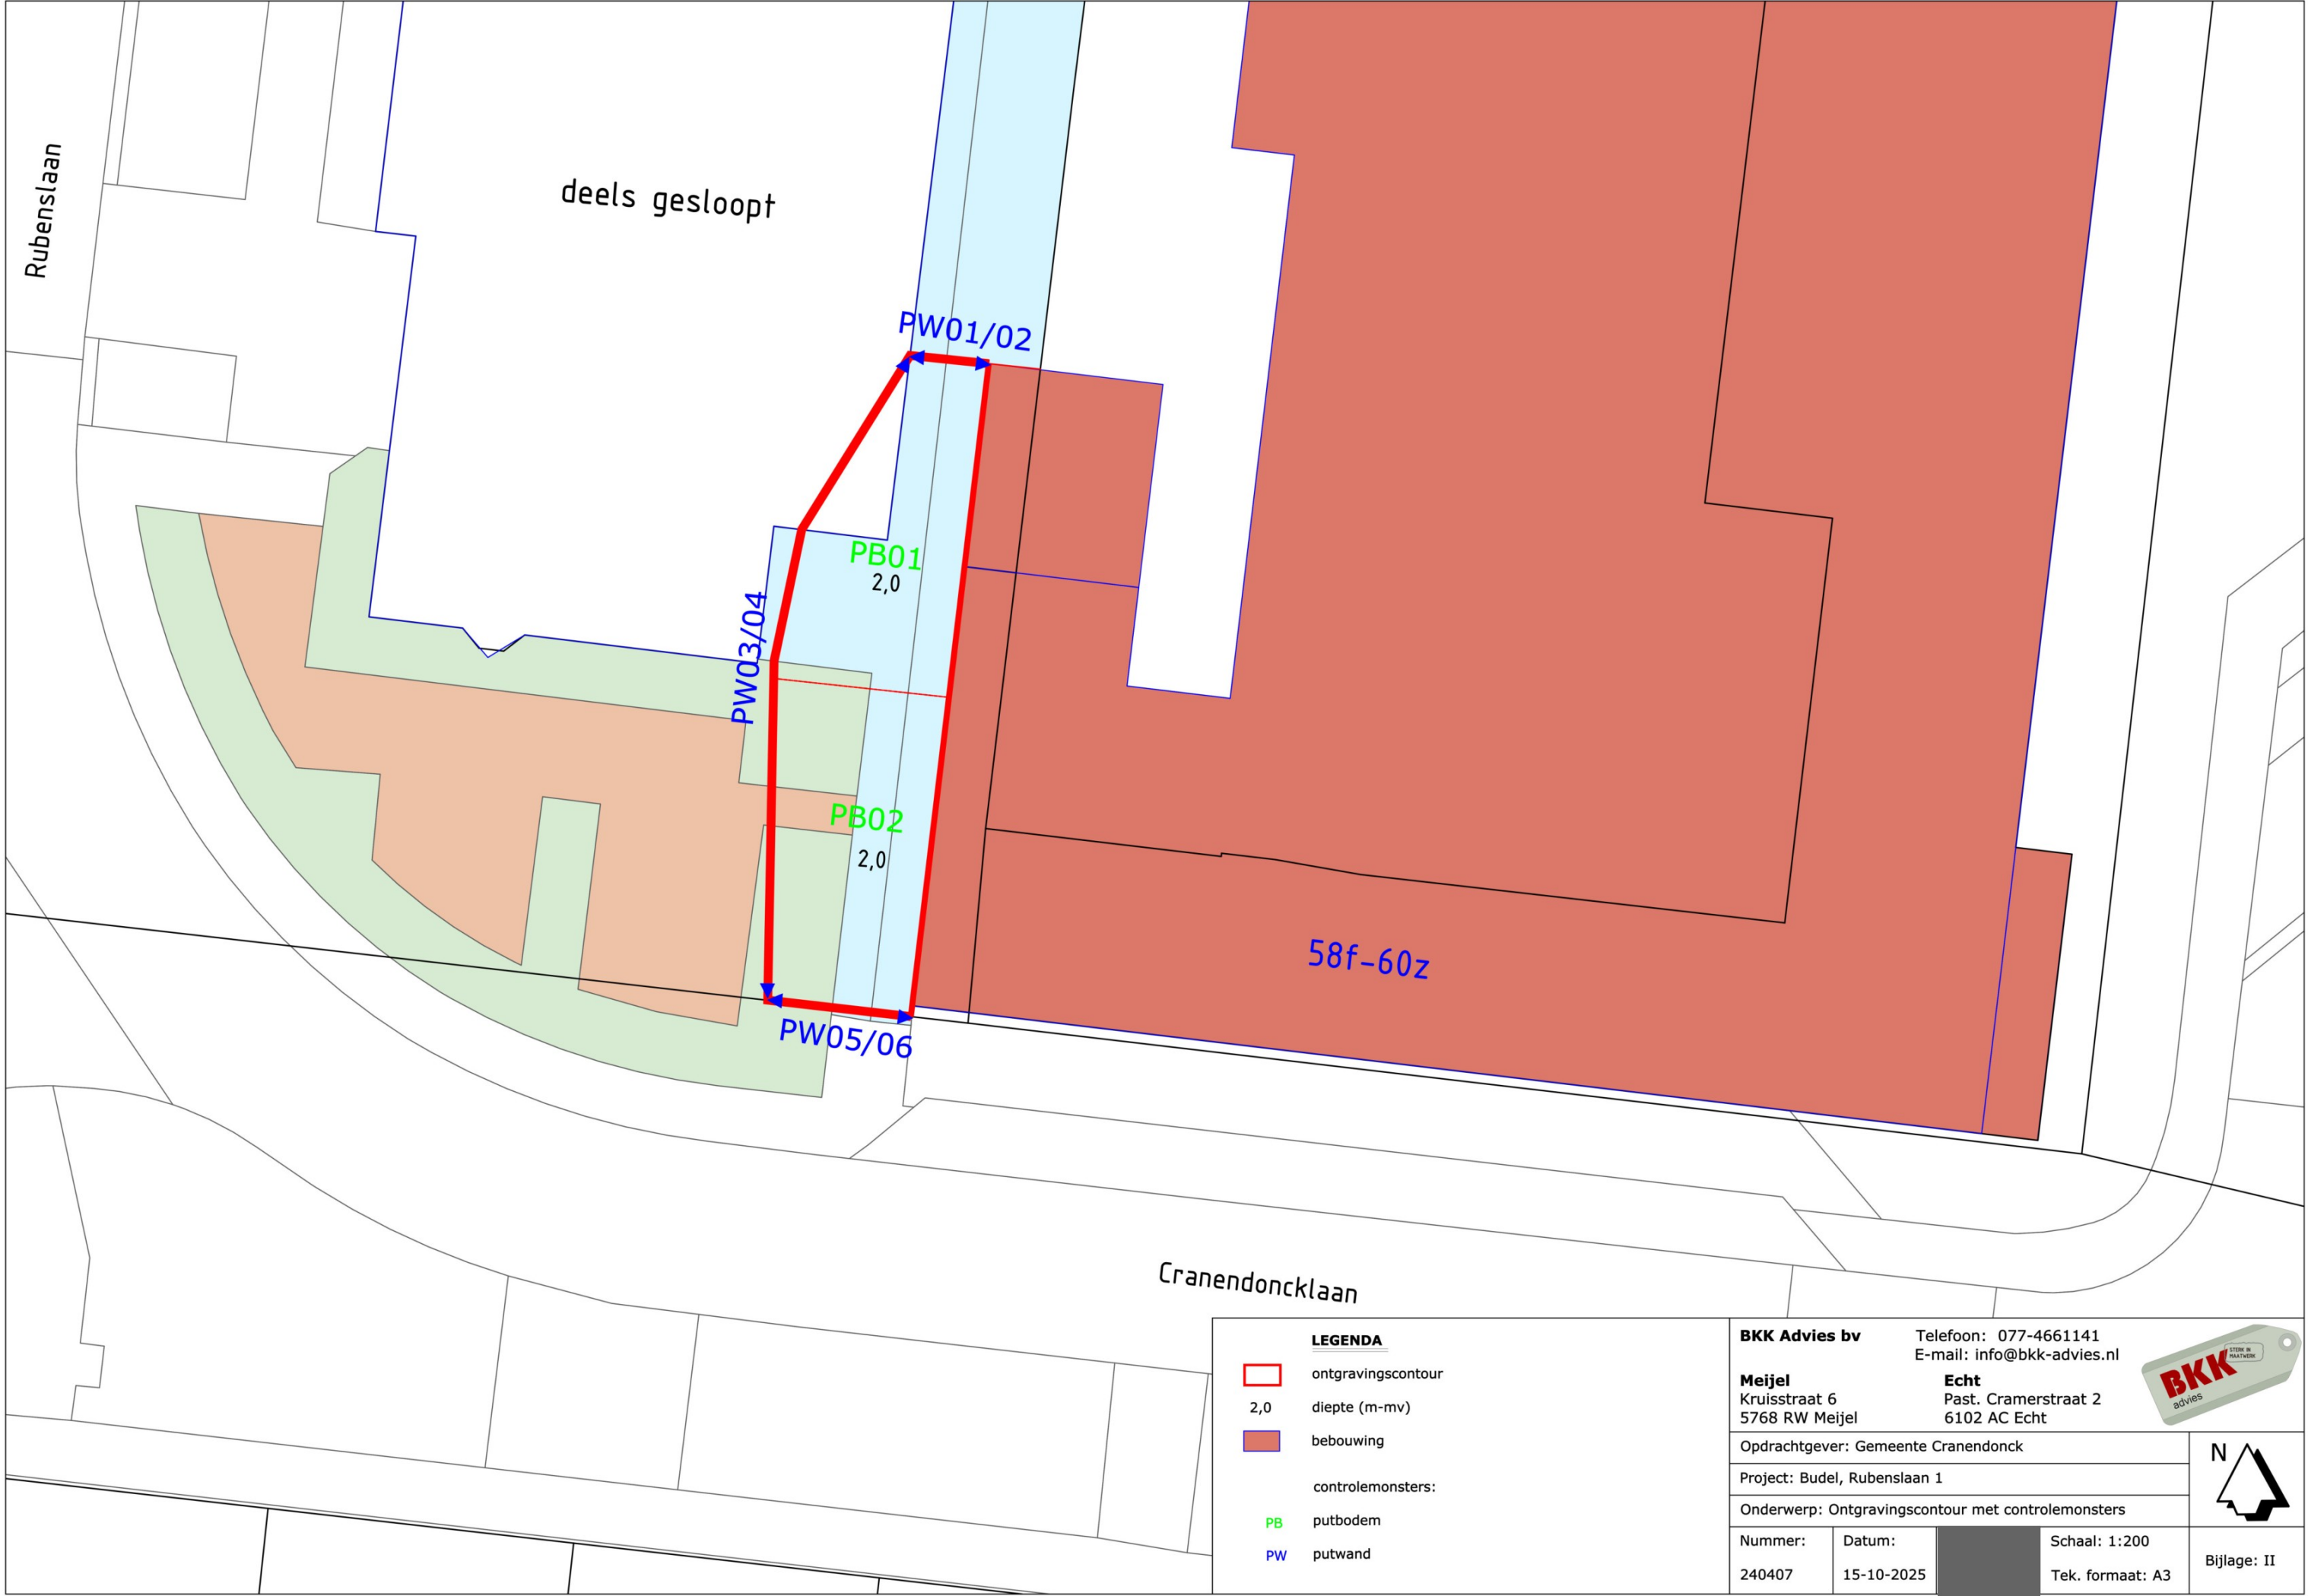 Rubenslaan
deels gesloopt
PW01/02
PB01
2,0
PW03/04
PB02
2,0
58f-60z
PW05/06
Cranendoncklaan
LEGENDA
ontgravingscontour
2,0 diepte (m-mv)
bebouwing
controlemonsters:
PB putbodem
PW putwand
BKK Advies bv
Telefoon: 077-4661141
E-mail: info@bkk-advies.nl
Meijel
Kruisstraat 6
5768 RW Meijel
Echt
Past. Cramerstraat 2
6102 AC Echt
STERK IN
MAATWERK
BKK
advies
Opdrachtgever: Gemeente Cranendonck
Project: Budel, Rubenslaan 1
Onderwerp: Ontgravingscontour met controlemonsters
N
Nummer:
240407
Datum:
15-10-2025
Schaal: 1:200
Tek. formaat: A3
Bijlage: II